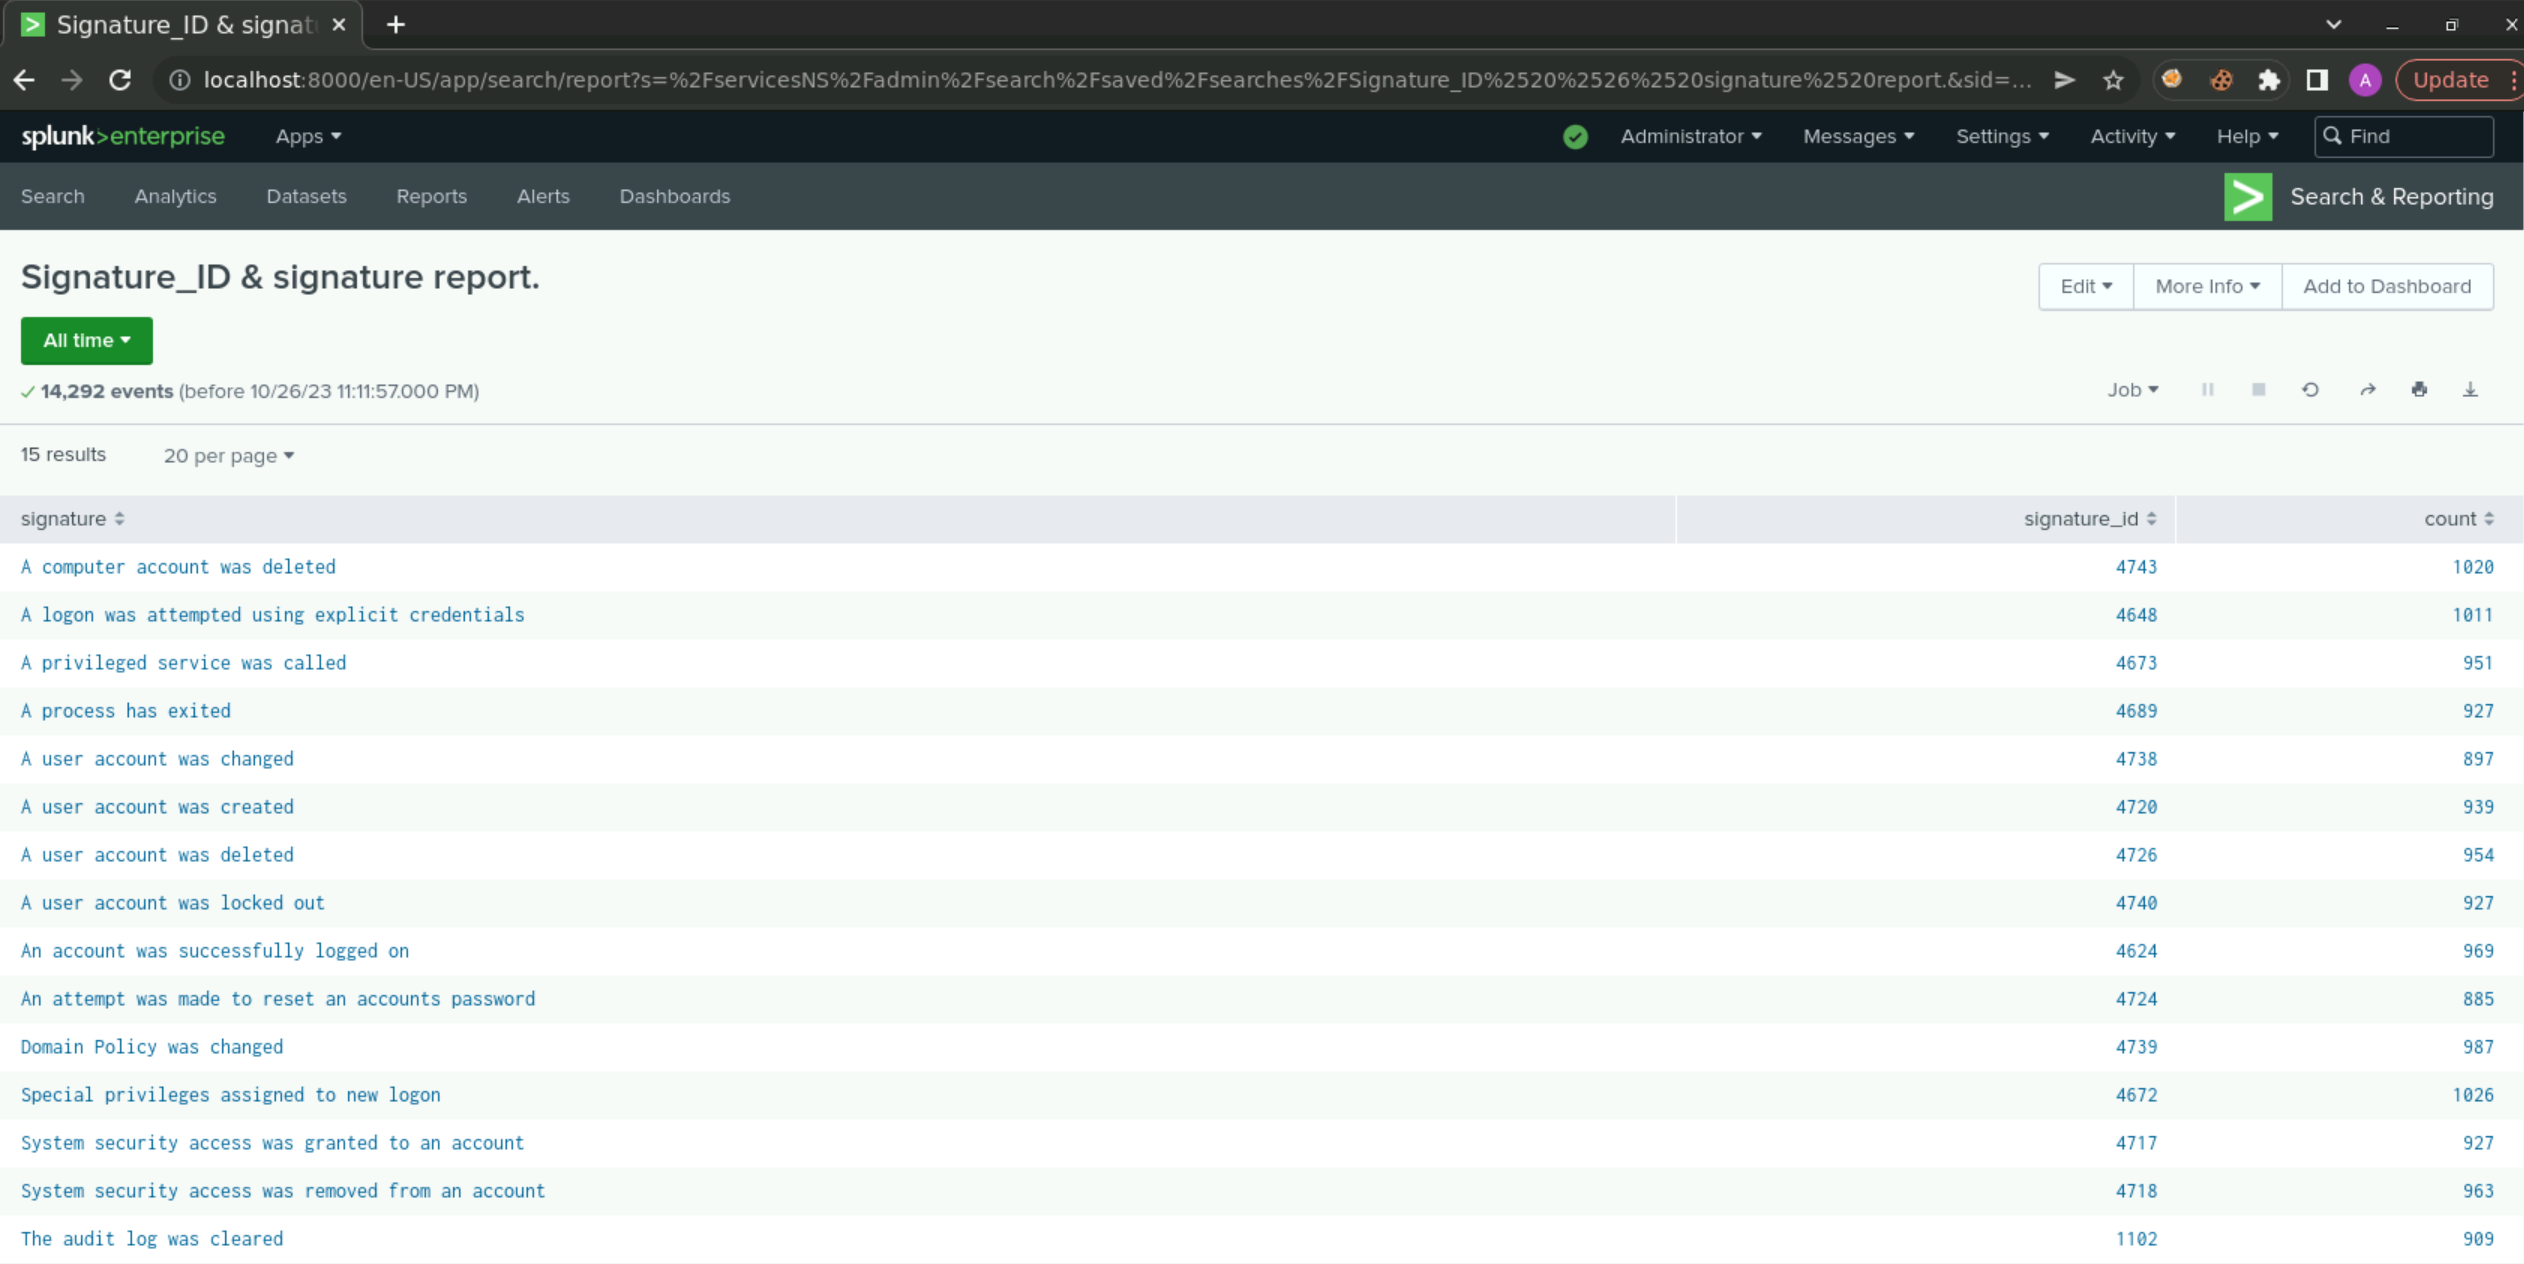 Signature_ID & signat
localhost:8000/en-US/app/search/report?s=%2FservicesNS%2Fadmin%2Fsearch%2Fsaved%2Fsearches%2FSignature_ID%2520%2526%2520signature%2520report.&sid=... A Update
splunk>enterprise Apps Administrator Messages Settings Activity Help Find
Search Analytics Datasets Reports Alerts Dashboards > Search & Reporting
Signature_ID & signature report.
Edit More Info Add to Dashboard
All time
14,292 events (before 10/26/23 11:11:57.000 PM)
Job
15 results 20 per page
signature signature_id count
A computer account was deleted 4743 1020
A logon was attempted using explicit credentials 4648 1011
A privileged service was called 4673 951
A process has exited 4689 927
A user account was changed 4738 897
A user account was created 4720 939
A user account was deleted 4726 954
A user account was locked out 4740 927
An account was successfully logged on 4624 969
An attempt was made to reset an accounts password 4724 885
Domain Policy was changed 4739 987
Special privileges assigned to new logon 4672 1026
System security access was granted to an account 4717 927
System security access was removed from an account 4718 963
The audit log was cleared 1102 909